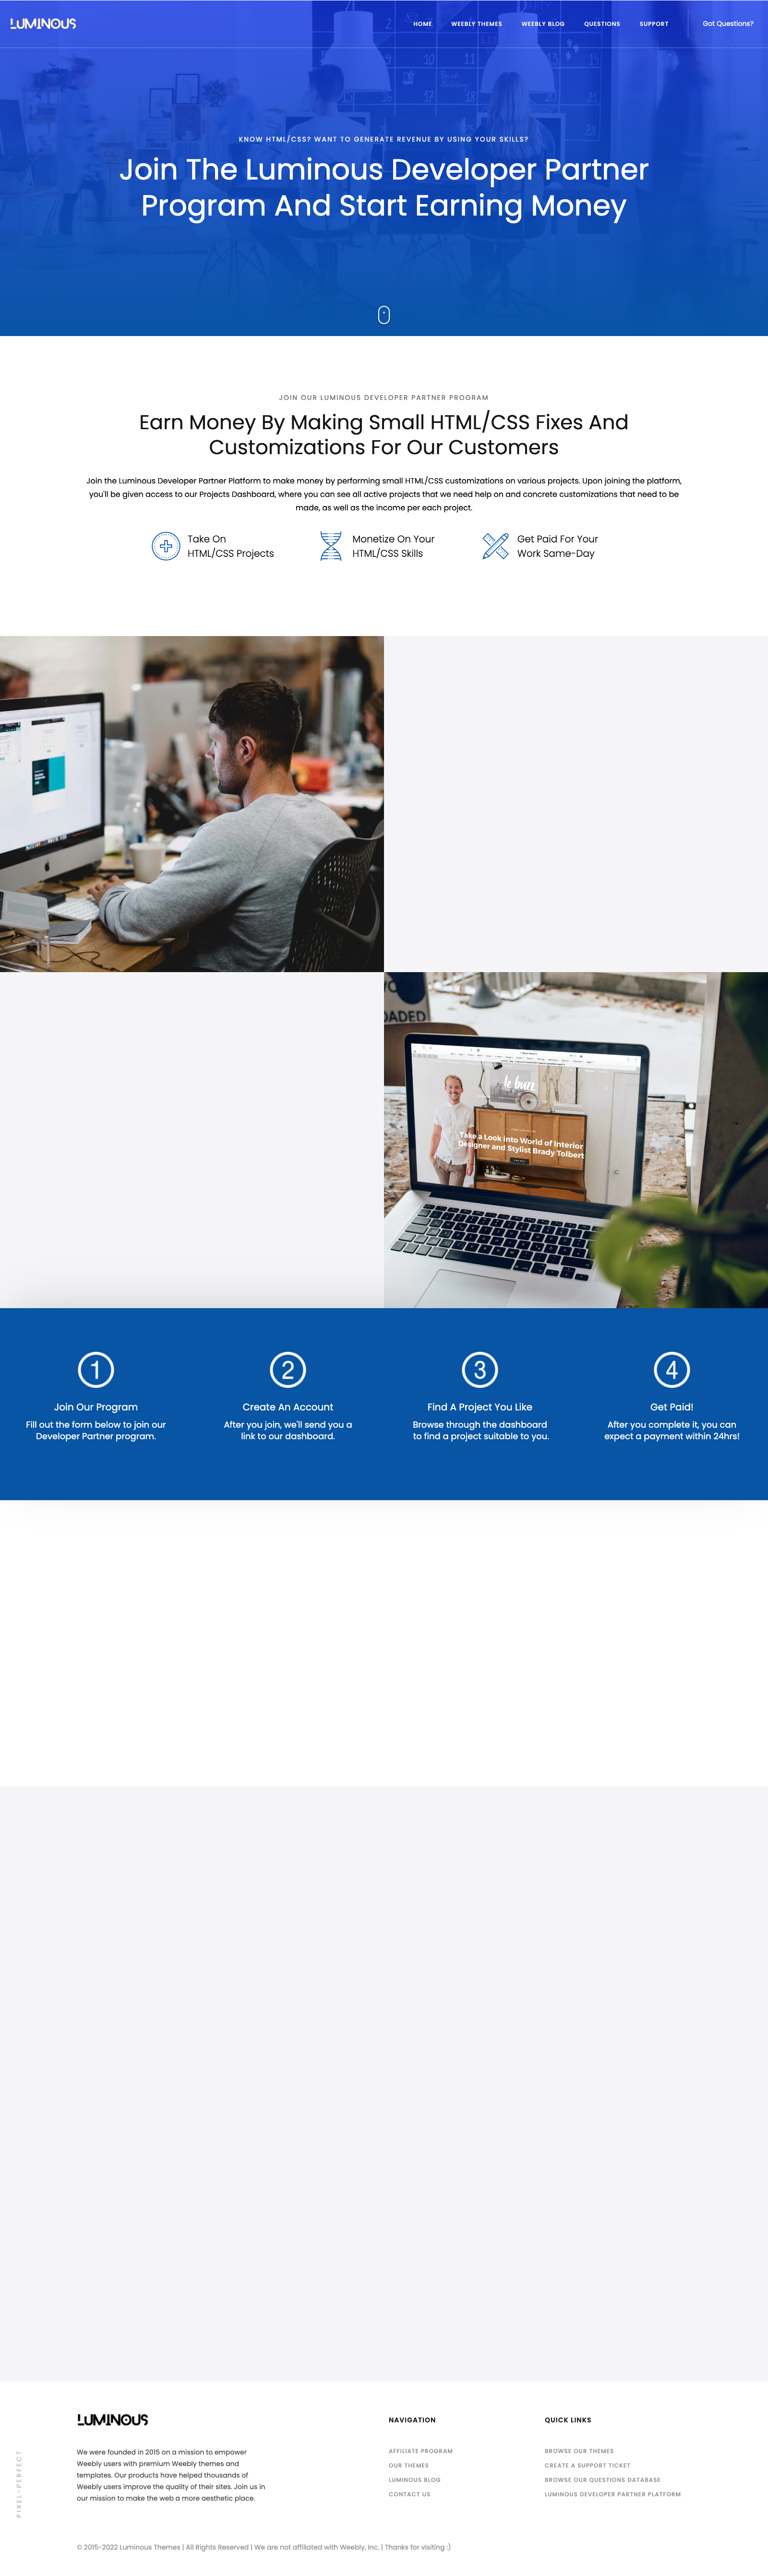 LUMINOUS
HOME WEEBLY THEMES WEEBLY BLOG QUESTIONS SUPPORT Got Questions?
KNOW HTML/CSS? WANT TO GENERATE REVENUE BY USING YOUR SKILLS?
Join The Luminous Developer Partner
Program And Start Earning Money
JOIN OUR LUMINOUS DEVELOPER PARTNER PROGRAM
Earn Money By Making Small HTML/CSS Fixes And
Customizations For Our Customers
Join the Luminous Developer Partner Platform to make money by performing small HTML/CSS customizations on various projects. Upon joining the platform,
you'll be given access to our Projects Dashboard, where you can see all active projects that we need help on and concrete customizations that need to be
made, as well as the income per each project.
Take On
HTML/CSS Projects
Monetize On Your
HTML/CSS Skills
Get Paid For Your
Work Same-Day
le buzz
Take a Look into World of Interior
Designer and Stylist Brady Tolbert
1
Join Our Program
Fill out the form below to join our
Developer Partner program.
2
Create An Account
After you join, we'll send you a
link to our dashboard.
3
Find A Project You Like
Browse through the dashboard
to find a project suitable to you.
4
Get Paid!
After you complete it, you can
expect a payment within 24hrs!
LUMINOUS
We were founded in 2015 on a mission to empower
Weebly users with premium Weebly themes and
templates. Our products have helped thousands of
Weebly users improve the quality of their sites. Join us in
our mission to make the web a more aesthetic place.
NAVIGATION
AFFILIATE PROGRAM
OUR THEMES
LUMINOUS BLOG
CONTACT US
QUICK LINKS
BROWSE OUR THEMES
CREATE A SUPPORT TICKET
BROWSE OUR QUESTIONS DATABASE
LUMINOUS DEVELOPER PARTNER PLATFORM
PIXEL-PERFECT
© 2015-2022 Luminous Themes | All Rights Reserved | We are not affiliated with Weebly, Inc. | Thanks for visiting :)